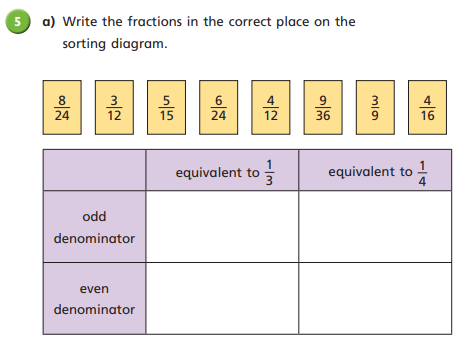 5 a) Write the fractions in the correct place on the
sorting diagram.
8/24 3/12 5/15 6/24 4/12 9/36 3/9 4/16
equivalent to 1/3 equivalent to 1/4
odd
denominator
even
denominator